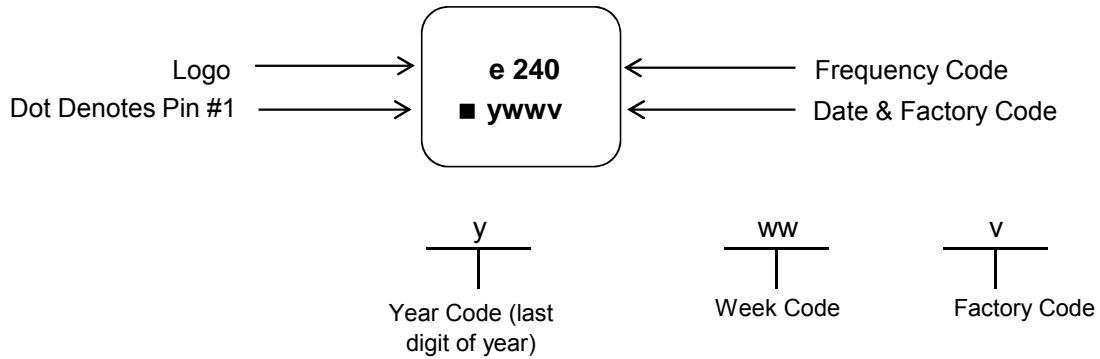 Logo
e 240
Frequency Code
Dot Denotes Pin #1
■ ywwv
Date & Factory Code
y
ww
v
Year Code (last
digit of year)
Week Code
Factory Code